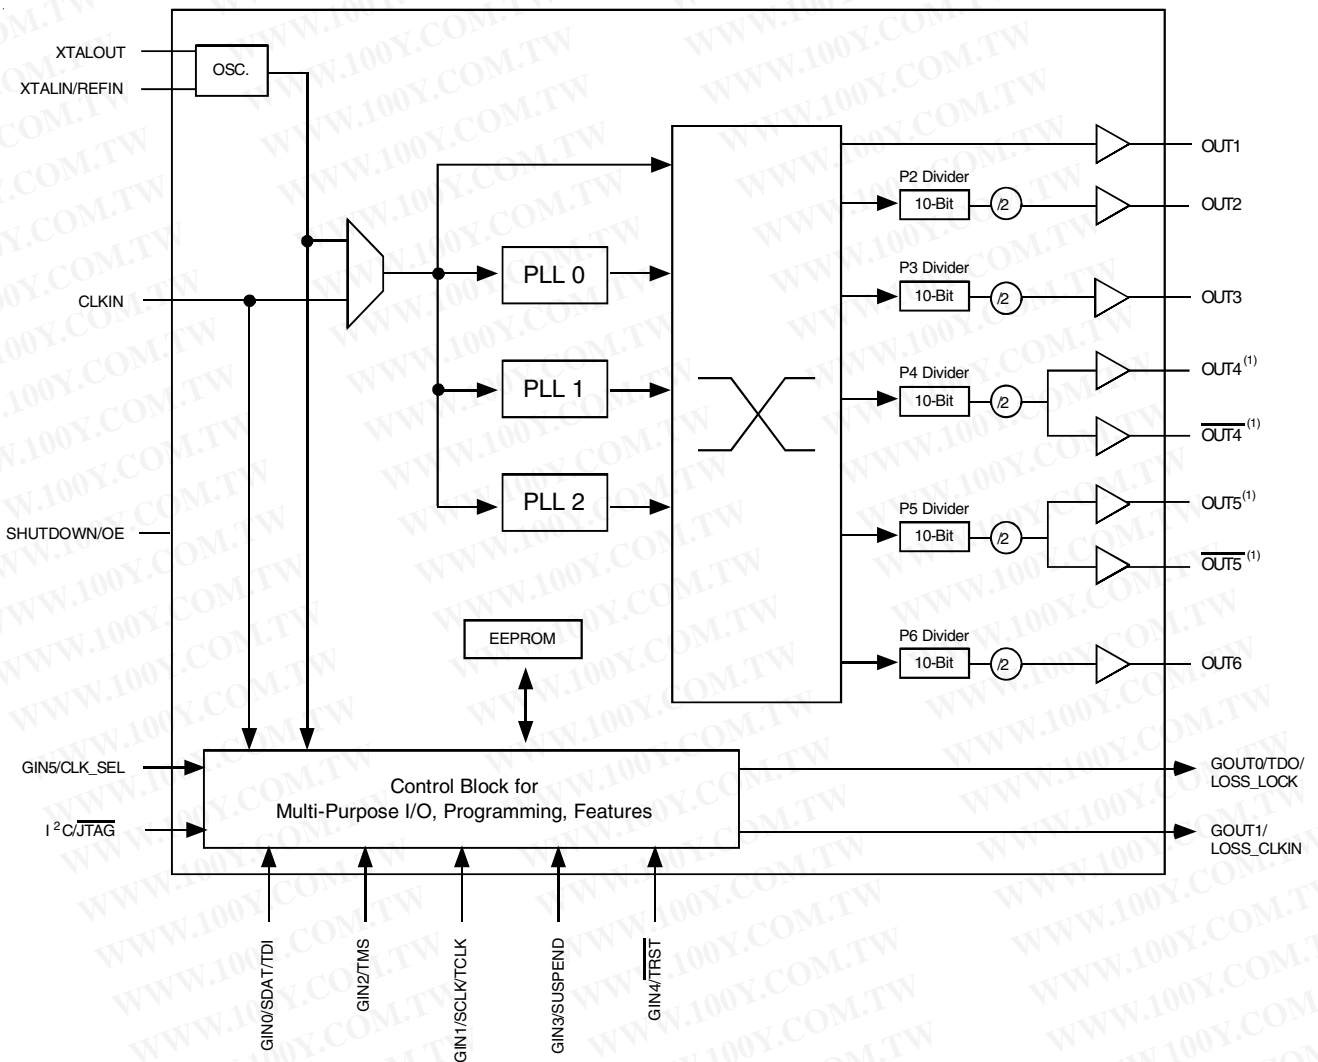 XTALOUT
XTALIN/REFIN
OSC.
CLKIN
SHUTDOWN/OE
PLL 0
PLL 1
PLL 2
EEPROM
P2 Divider
10-Bit
/2
P3 Divider
10-Bit
/2
P4 Divider
10-Bit
/2
P5 Divider
10-Bit
/2
P6 Divider
10-Bit
/2
OUT1
OUT2
OUT3
OUT4(1)
OUT4(1)
OUT5(1)
OUT5(1)
OUT6
GIN5/CLK_SEL
I2C/JTAG
Control Block for
Multi-Purpose I/O, Programming, Features
GOUT0/TDO/
LOSS_LOCK
GOUT1/
LOSS_CLKIN
GIN0/SDAT/TDI
GIN2/TMS
GIN1/SCLK/TCLK
GIN3/SUSPEND
GIN4/TRST
WWW.100Y.COM.TW